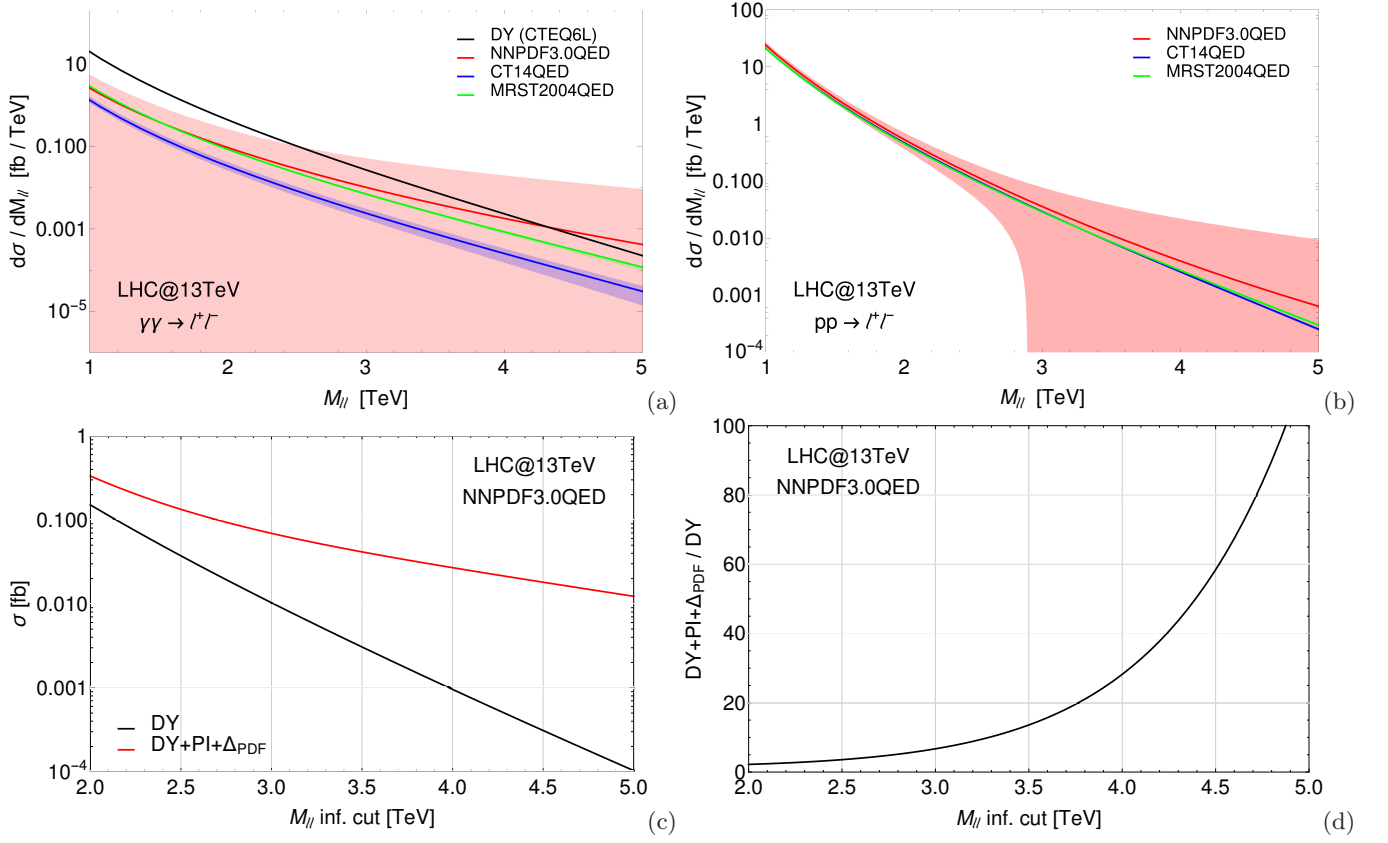 dσ / dM_ll [fb / TeV]
10
0.100
0.001
10⁻⁵
DY (CTEQ6L)
NNPDF3.0QED
CT14QED
MRST2004QED
LHC@13TeV
γγ → l⁺l⁻
1 2 3 4 5
M_ll [TeV]
(a)
dσ / dM_ll [fb / TeV]
100
10
1
0.100
0.010
0.001
10⁻⁴
NNPDF3.0QED
CT14QED
MRST2004QED
LHC@13TeV
pp → l⁺l⁻
1 2 3 4 5
M_ll [TeV]
(b)
σ [fb]
1
0.100
0.010
0.001
10⁻⁴
LHC@13TeV
NNPDF3.0QED
DY
DY+PI+Δ_PDF
2.0 2.5 3.0 3.5 4.0 4.5 5.0
M_ll inf. cut [TeV]
(c)
DY+PI+Δ_PDF / DY
100
80
60
40
20
0
LHC@13TeV
NNPDF3.0QED
2.0 2.5 3.0 3.5 4.0 4.5 5.0
M_ll inf. cut [TeV]
(d)